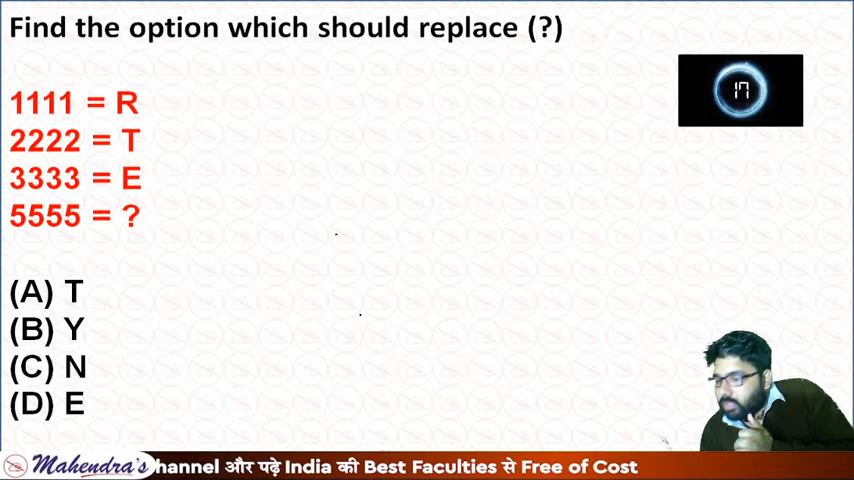 Find the option which should replace (?)
17
1111 = R
2222 = T
3333 = E
5555 = ?
(A) T
(B) Y
(C) N
(D) E
Mahendra's hannel और पढ़े India की Best Faculties से Free of Cost